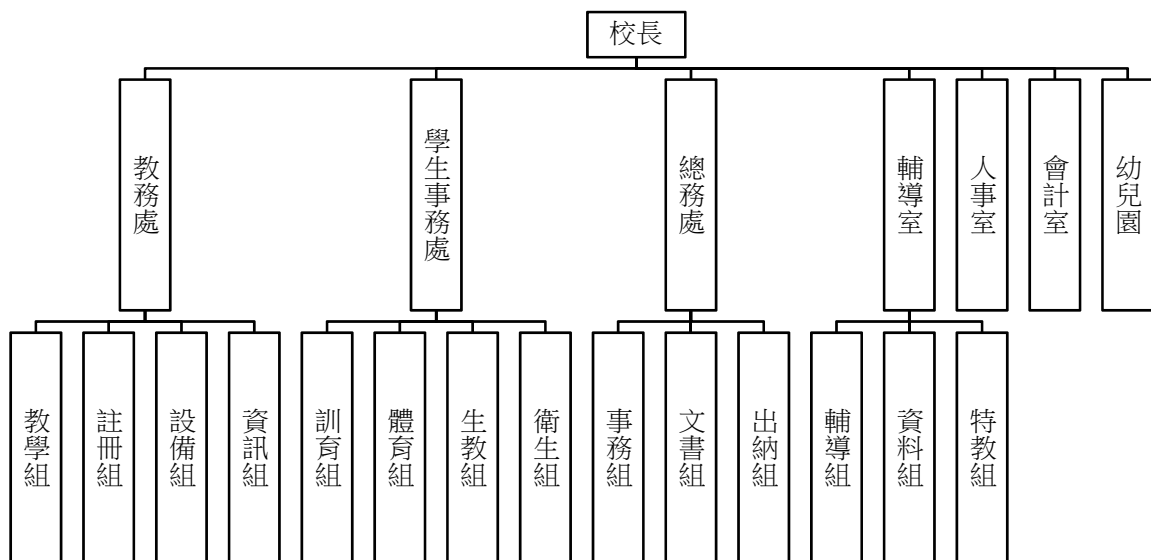 校長
教務處
學生事務處
總務處
輔導室
人事室
會計室
幼兒園
教學組
註冊組
設備組
資訊組
訓育組
體育組
生教組
衛生組
事務組
文書組
出納組
輔導組
資料組
特教組